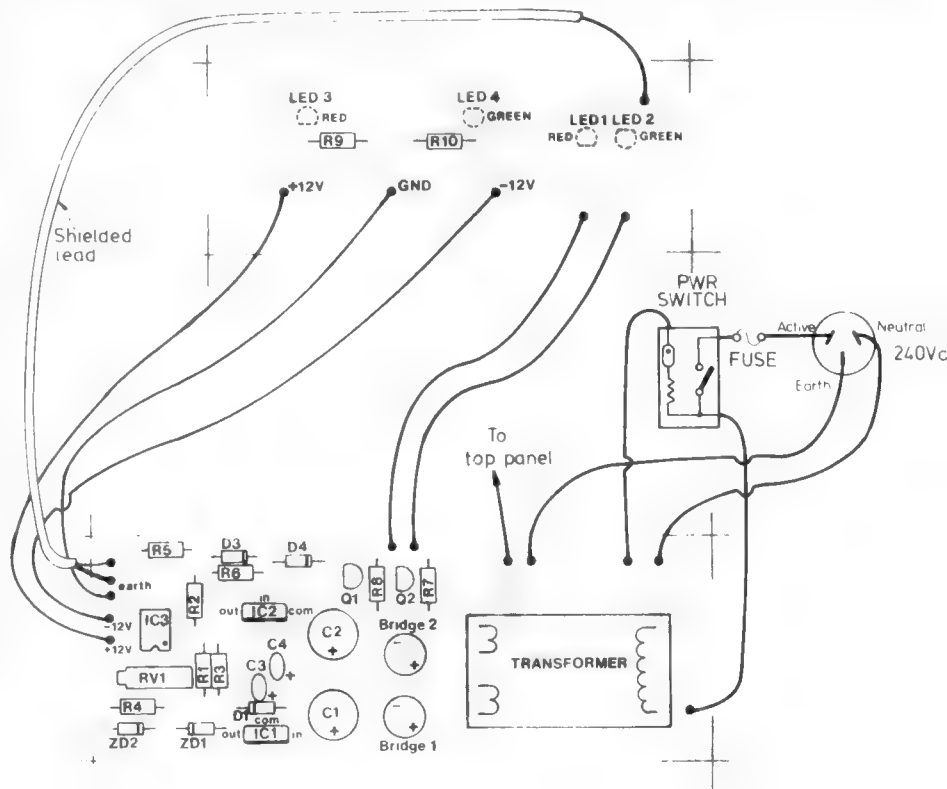 LED 3
RED
R9
LED 4
GREEN
R10
LED1 LED 2
RED
GREEN
+12V
GND
-12V
Shielded
lead
PWR
SWITCH
Active
Neutral
FUSE
240Vc
Earth
To
top panel
R5
D3
R6
D4
earth
R2
in
out IC2 com
Q1
R8
Q2
R7
-12V
IC3
+12V
C2
+
Bridge 2
-
+
TRANSFORMER
RV1
R1
R3
C4
+
C3
+
R4
D1
com
out IC1 in
C1
+
-
+
Bridge 1
ZD2
ZD1